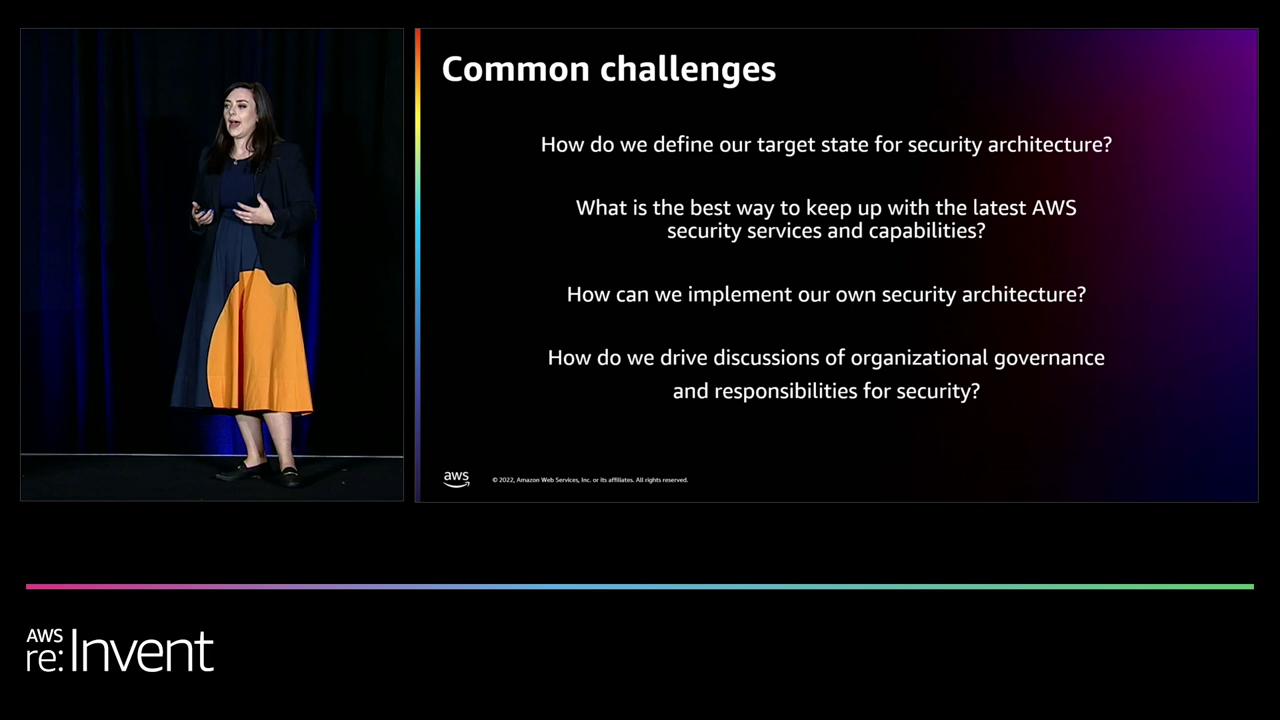 Common challenges
How do we define our target state for security architecture?
What is the best way to keep up with the latest AWS
security services and capabilities?
How can we implement our own security architecture?
How do we drive discussions of organizational governance
and responsibilities for security?
aws
© 2022, Amazon Web Services, Inc. or its affiliates. All rights reserved.
AWS
re:Invent